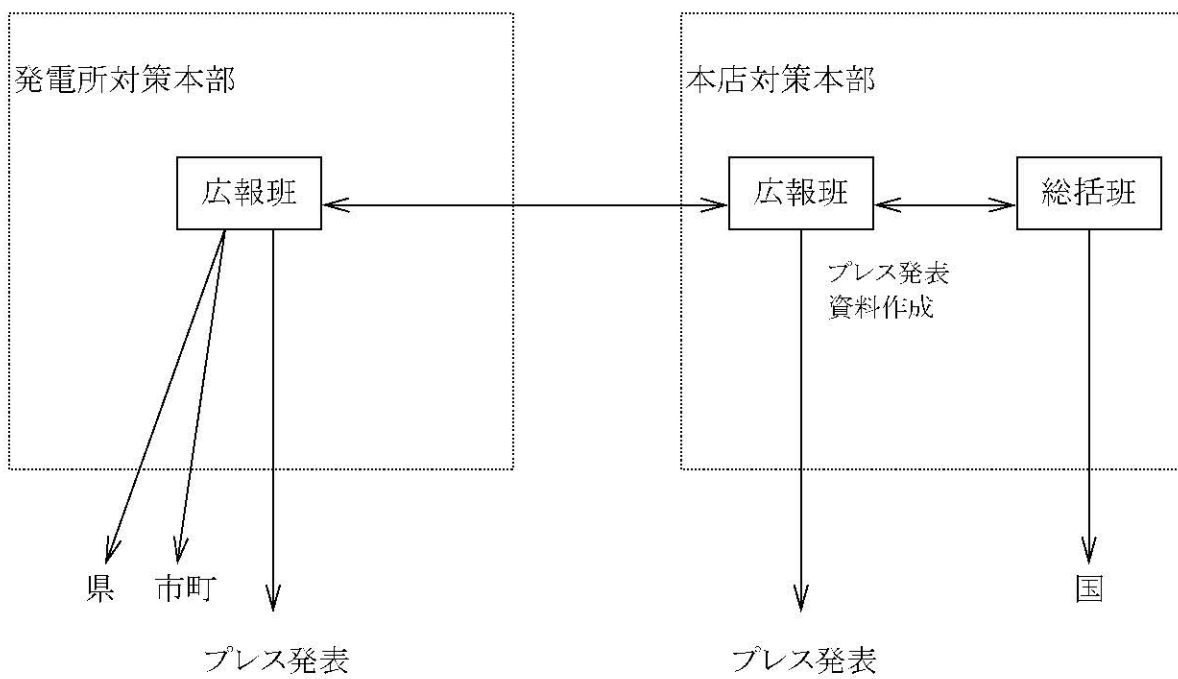 発電所対策本部
本店対策本部
広報班
広報班
総括班
プレス発表
資料作成
県
市町
国
プレス発表
プレス発表